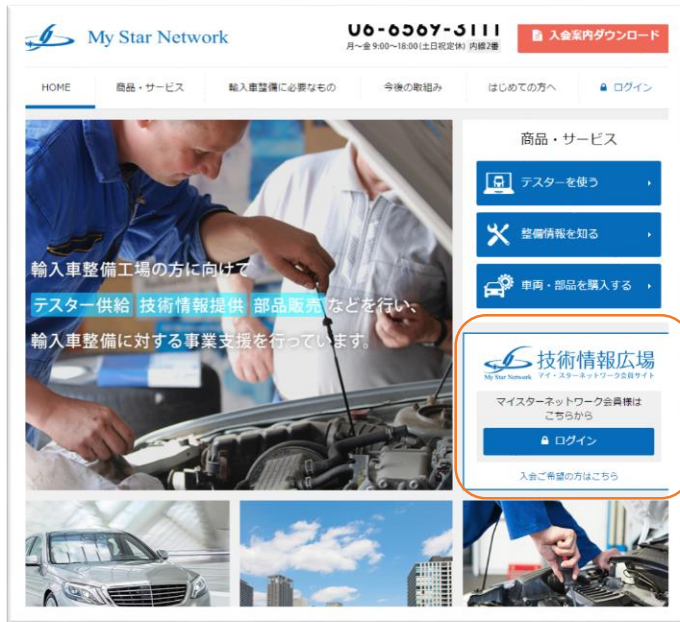 My Star Network
06-6569-3111
月～金 9:00～18:00(土日祝定休) 内線2番
入会案内ダウンロード
HOME
商品・サービス
輸入車整備に必要なもの
今後の取組み
はじめての方へ
ログイン
輸入車整備工場の方に向けて
テスター供給 技術情報提供 部品販売 などを行い、
輸入車整備に対する事業支援を行っています。
商品・サービス
テスターを使う
整備情報を知る
車両・部品を購入する
My Star Network
技術情報広場
マイ・スターネットワーク会員サイト
マイスターネットワーク会員様は
こちらから
ログイン
入会ご希望の方はこちら